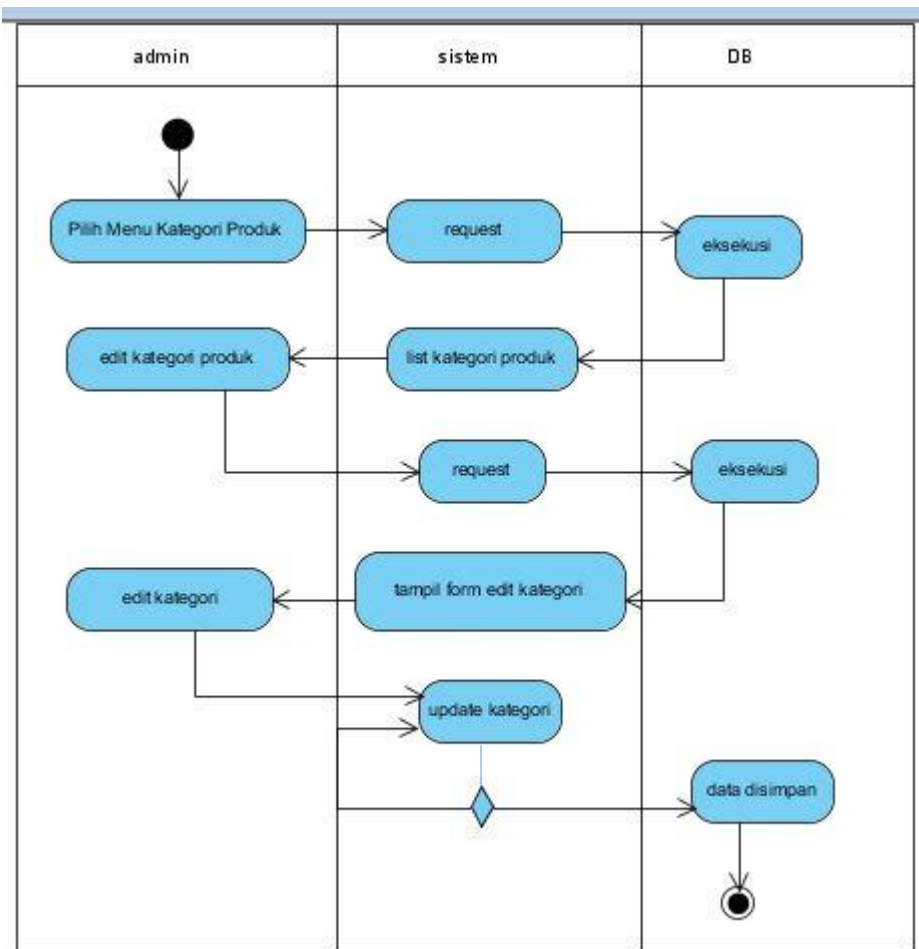 admin
sistem
DB
Pilih Menu Kategori Produk
request
eksekusi
edit kategori produk
list kategori produk
request
eksekusi
edit kategori
tampil form edit kategori
update kategori
data disimpan